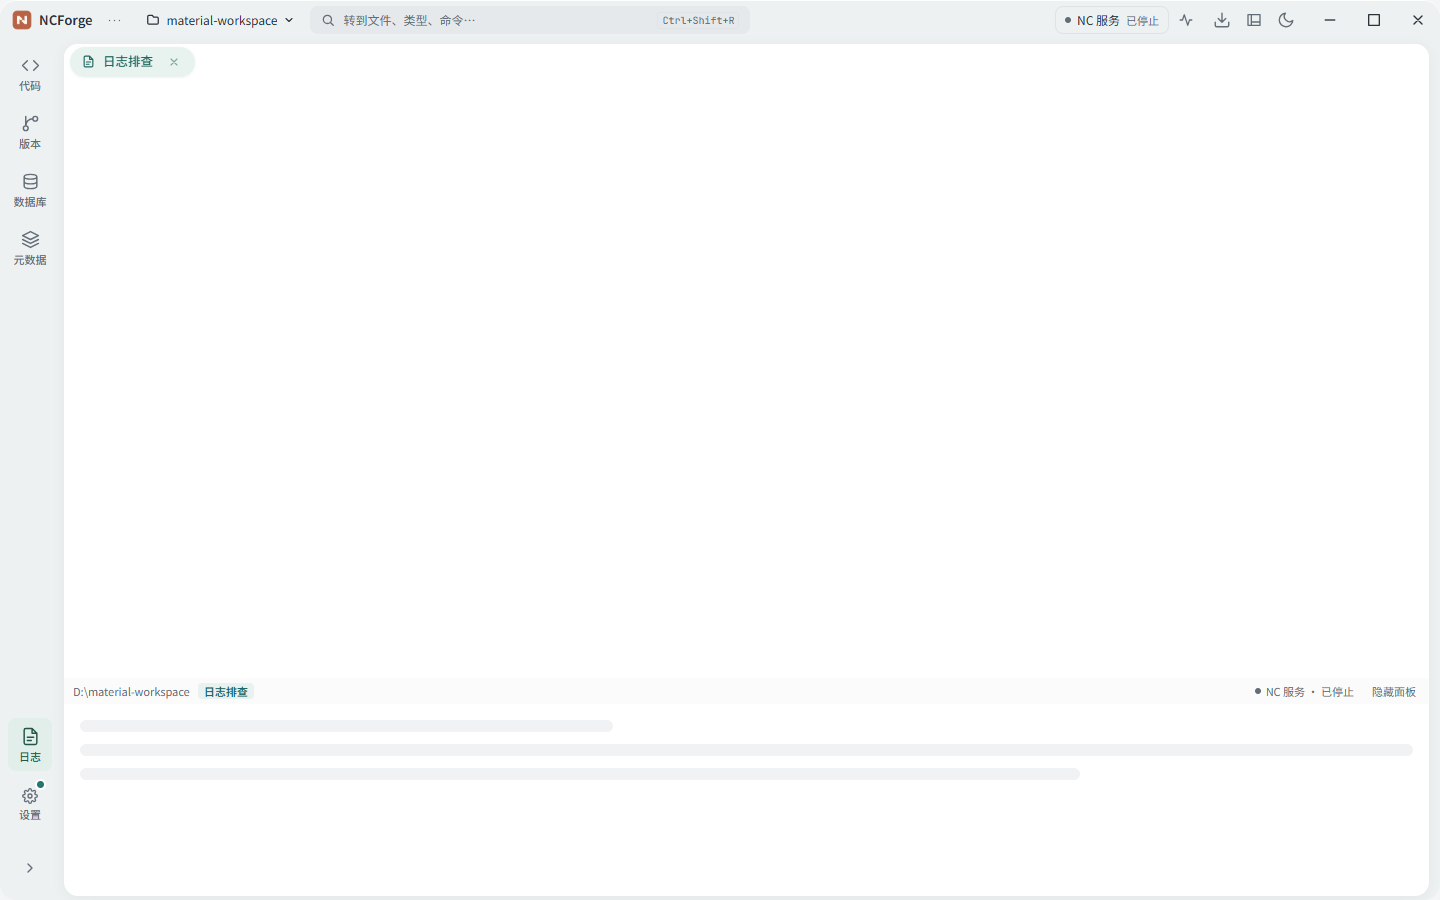 NCForge
···
material-workspace
转到文件、类型、命令···
Ctrl+Shift+R
NC 服务 已停止
日志排查
代码
版本
数据库
元数据
日志
设置
D:\material-workspace
日志排查
NC 服务 · 已停止
隐藏面板